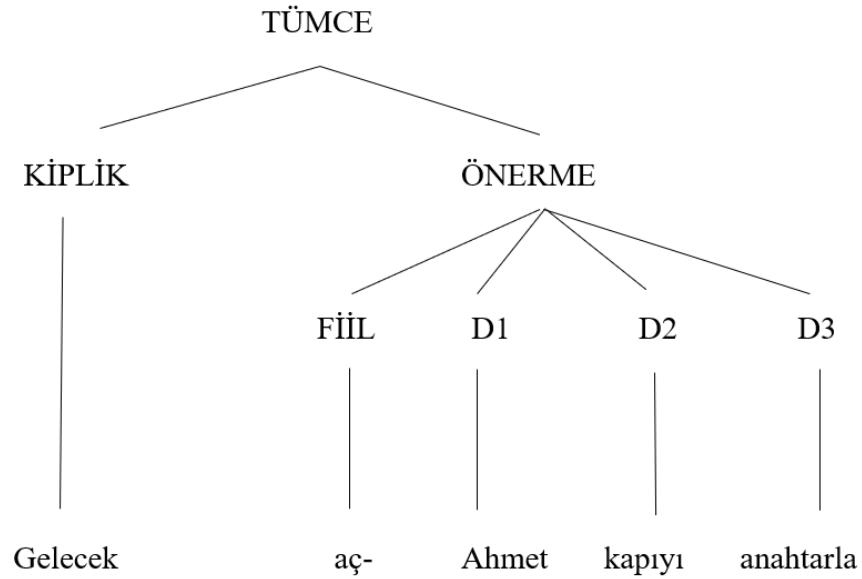 TÜMCE
KİPLİK ÖNERME
FİİL D1 D2 D3
Gelecek aç- Ahmet kapıyı anahtarla